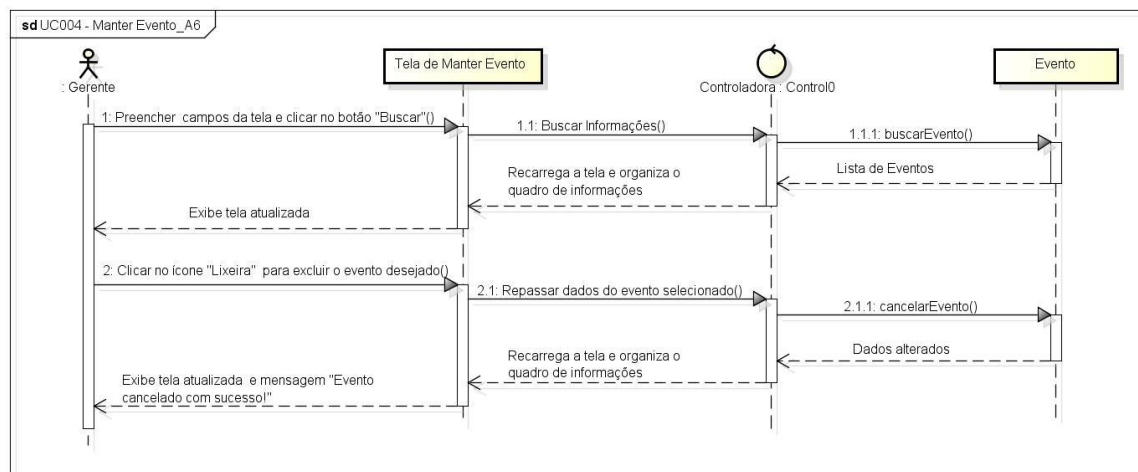 sd UC004 - Manter Evento_A6
: Gerente
Tela de Manter Evento
Controladora : Control0
Evento
1: Preencher campos da tela e clicar no botão "Buscar"()
1.1: Buscar Informações()
1.1.1: buscarEvento()
Lista de Eventos
Recarrega a tela e organiza o
quadro de informações
Exibe tela atualizada
2: Clicar no ícone "Lixeira" para excluir o evento desejado()
2.1: Repassar dados do evento selecionado()
2.1.1: cancelarEvento()
Dados alterados
Recarrega a tela e organiza o
quadro de informações
Exibe tela atualizada e mensagem "Evento
cancelado com sucesso!"